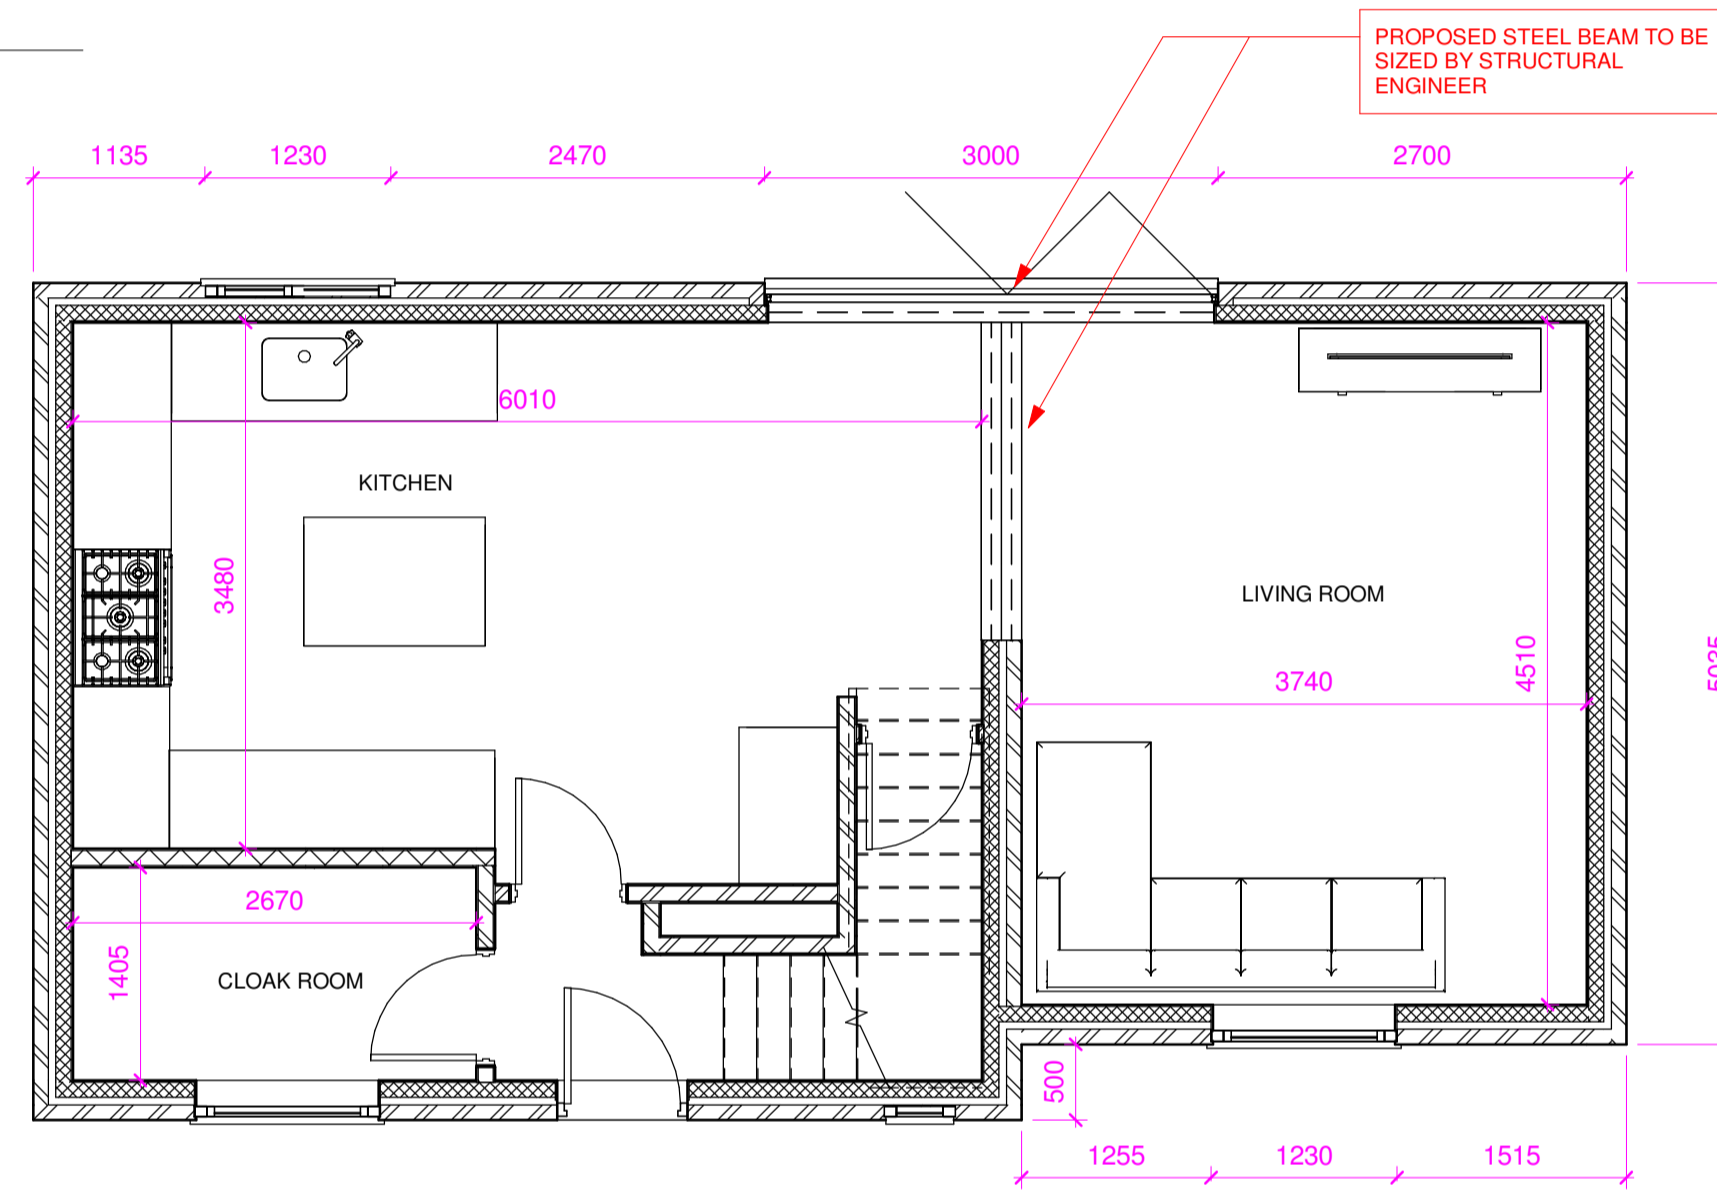 PROPOSED STEEL BEAM TO BE
SIZED BY STRUCTURAL
ENGINEER
1135
1230
2470
3000
2700
6010
KITCHEN
3480
LIVING ROOM
4510
3740
2670
1405
CLOAK ROOM
500
1255
1230
1515